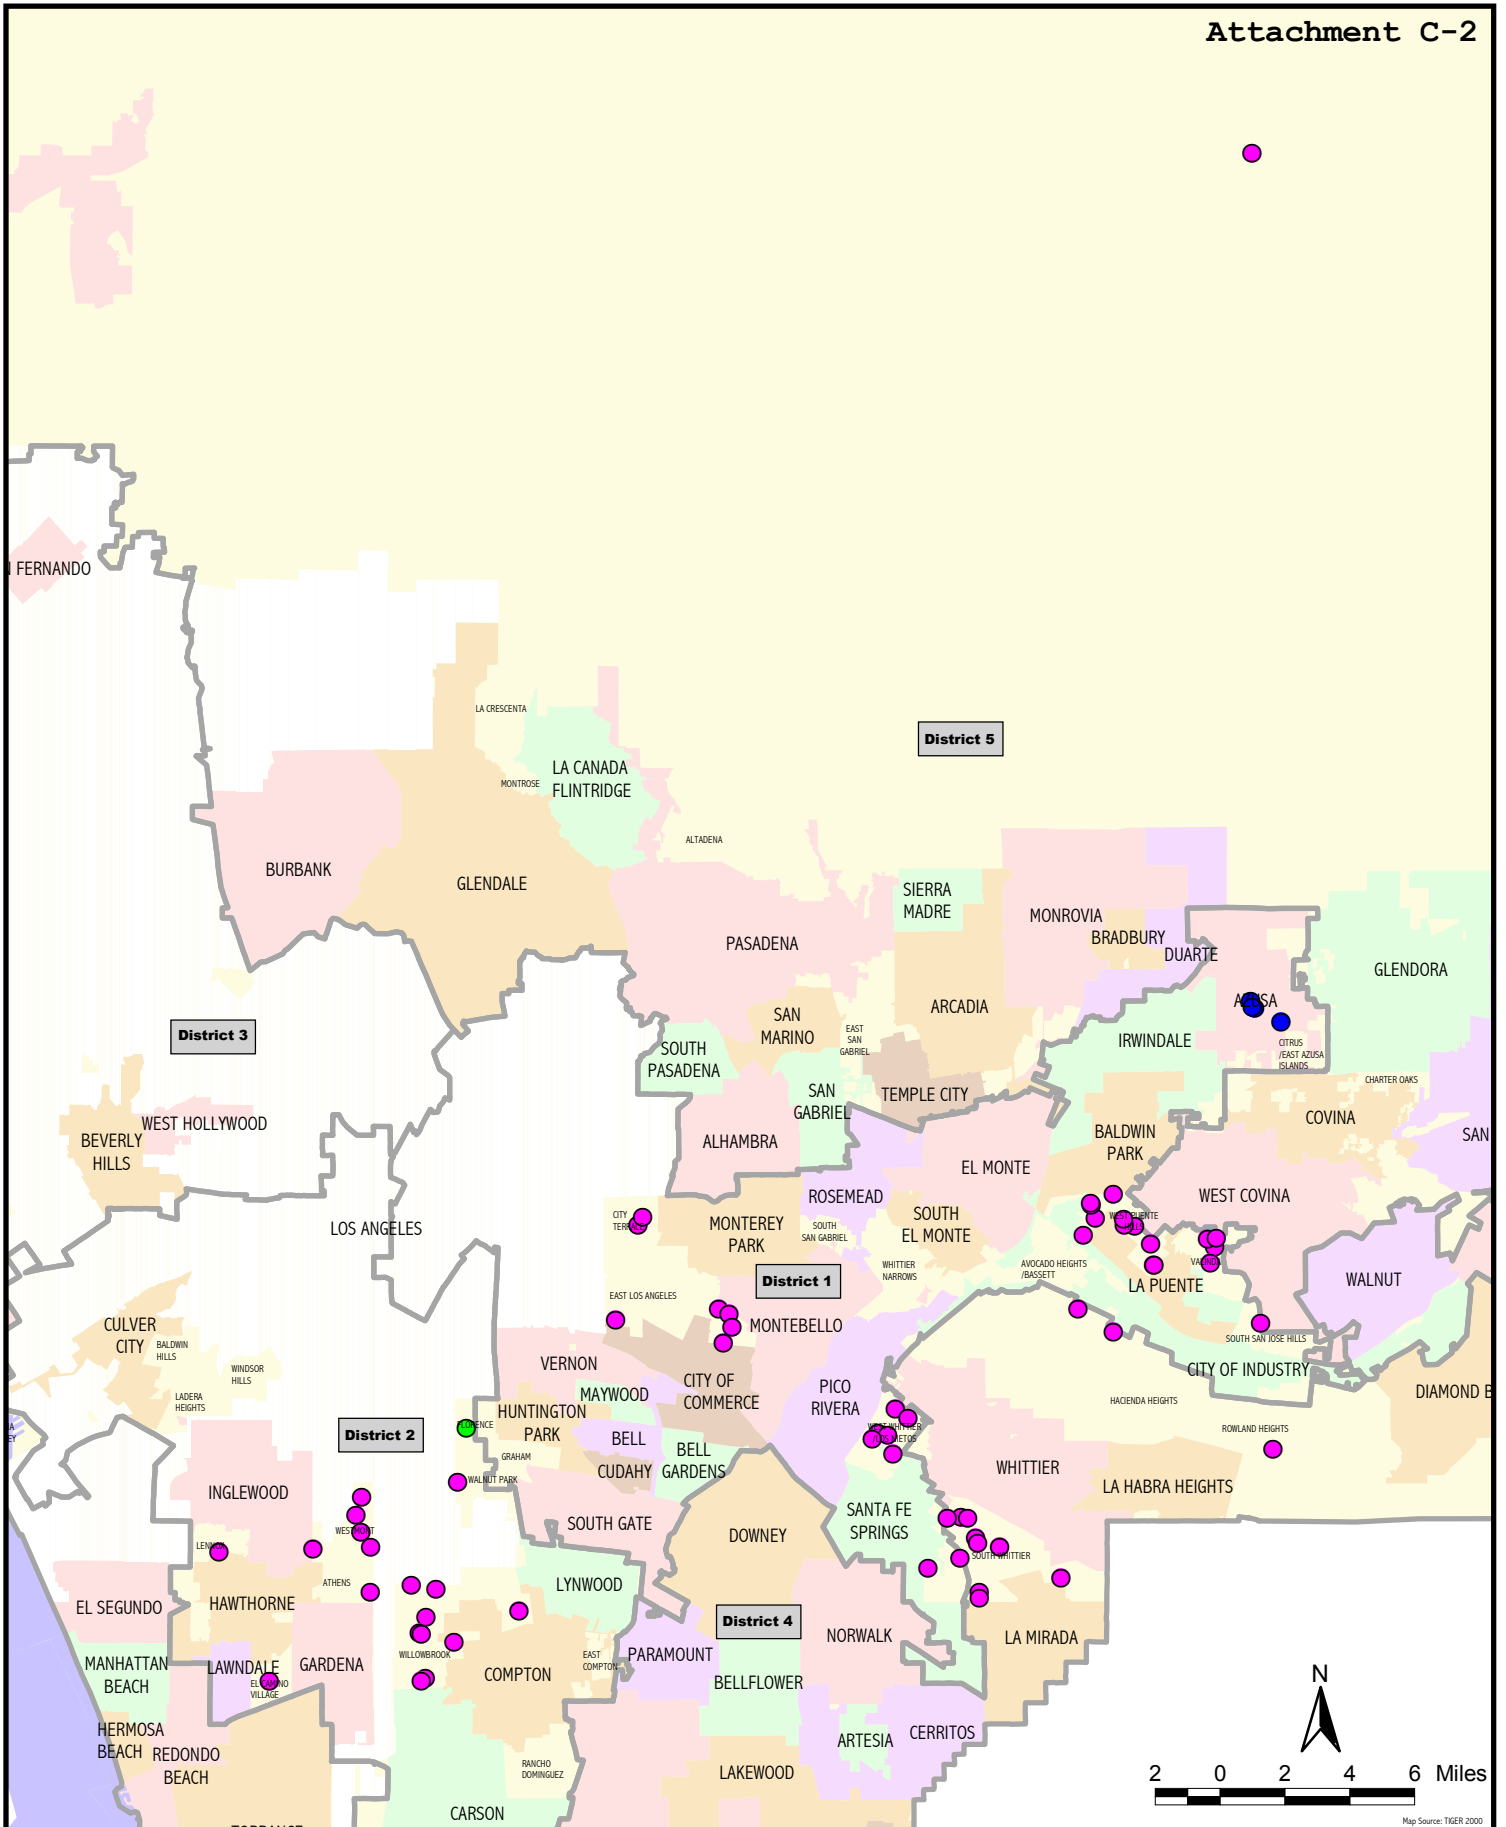 Attachment C-2
N FERNANDO
LA CRESCENTA
District 5
LA CANADA
FLINTRIDGE
MONTROSE
ALTADENA
BURBANK
GLENDALE
SIERRA
MADRE
MONROVIA
BRADBURY
PASADENA
DUARTE
GLENDORA
AZUSA
ARCADIA
SAN
MARINO
EAST
SAN
GABRIEL
District 3
IRWINDALE
CITRUS
/EAST AZUSA
ISLANDS
SOUTH
PASADENA
CHARTER OAKS
TEMPLE CITY
SAN
GABRIEL
COVINA
WEST HOLLYWOOD
BEVERLY
HILLS
ALHAMBRA
BALDWIN
PARK
SAN
EL MONTE
ROSEMEAD
WEST COVINA
LOS ANGELES
CITY
TERRACE
MONTEREY
PARK
SOUTH
SAN GABRIEL
SOUTH
EL MONTE
WEST PUENTE
HILLS
WHITTIER
NARROWS
AVOCADO HEIGHTS
/BASSETT
VALINDA
District 1
LA PUENTE
WALNUT
EAST LOS ANGELES
CULVER
CITY
MONTEBELLO
BALDWIN
HILLS
SOUTH SAN JOSE HILLS
VERNON
WINDSOR
HILLS
CITY OF INDUSTRY
MAYWOOD
CITY OF
COMMERCE
PICO
RIVERA
LADERA
HEIGHTS
HACIENDA HEIGHTS
DIAMOND B
HUNTINGTON
PARK
FLORENCE
District 2
WEST WHITTIER
/LOS NIETOS
ROWLAND HEIGHTS
BELL
GRAHAM
BELL
GARDENS
CUDAHY
WALNUT PARK
WHITTIER
LA HABRA HEIGHTS
INGLEWOOD
SANTA FE
SPRINGS
SOUTH GATE
DOWNEY
WESTMONT
LENNOX
SOUTH WHITTIER
ATHENS
LYNWOOD
EL SEGUNDO
HAWTHORNE
District 4
NORWALK
LA MIRADA
PARAMOUNT
WILLOWBROOK
EAST
COMPTON
MANHATTAN
BEACH
LAWNDALE
GARDENA
COMPTON
EL CAMINO
VILLAGE
BELLFLOWER
HERMOSA
BEACH
REDONDO
BEACH
ARTESIA
CERRITOS
RANCHO
DOMINGUEZ
LAKEWOOD
CARSON
N
2 0 2 4 6 Miles
Map Source: TIGER 2000